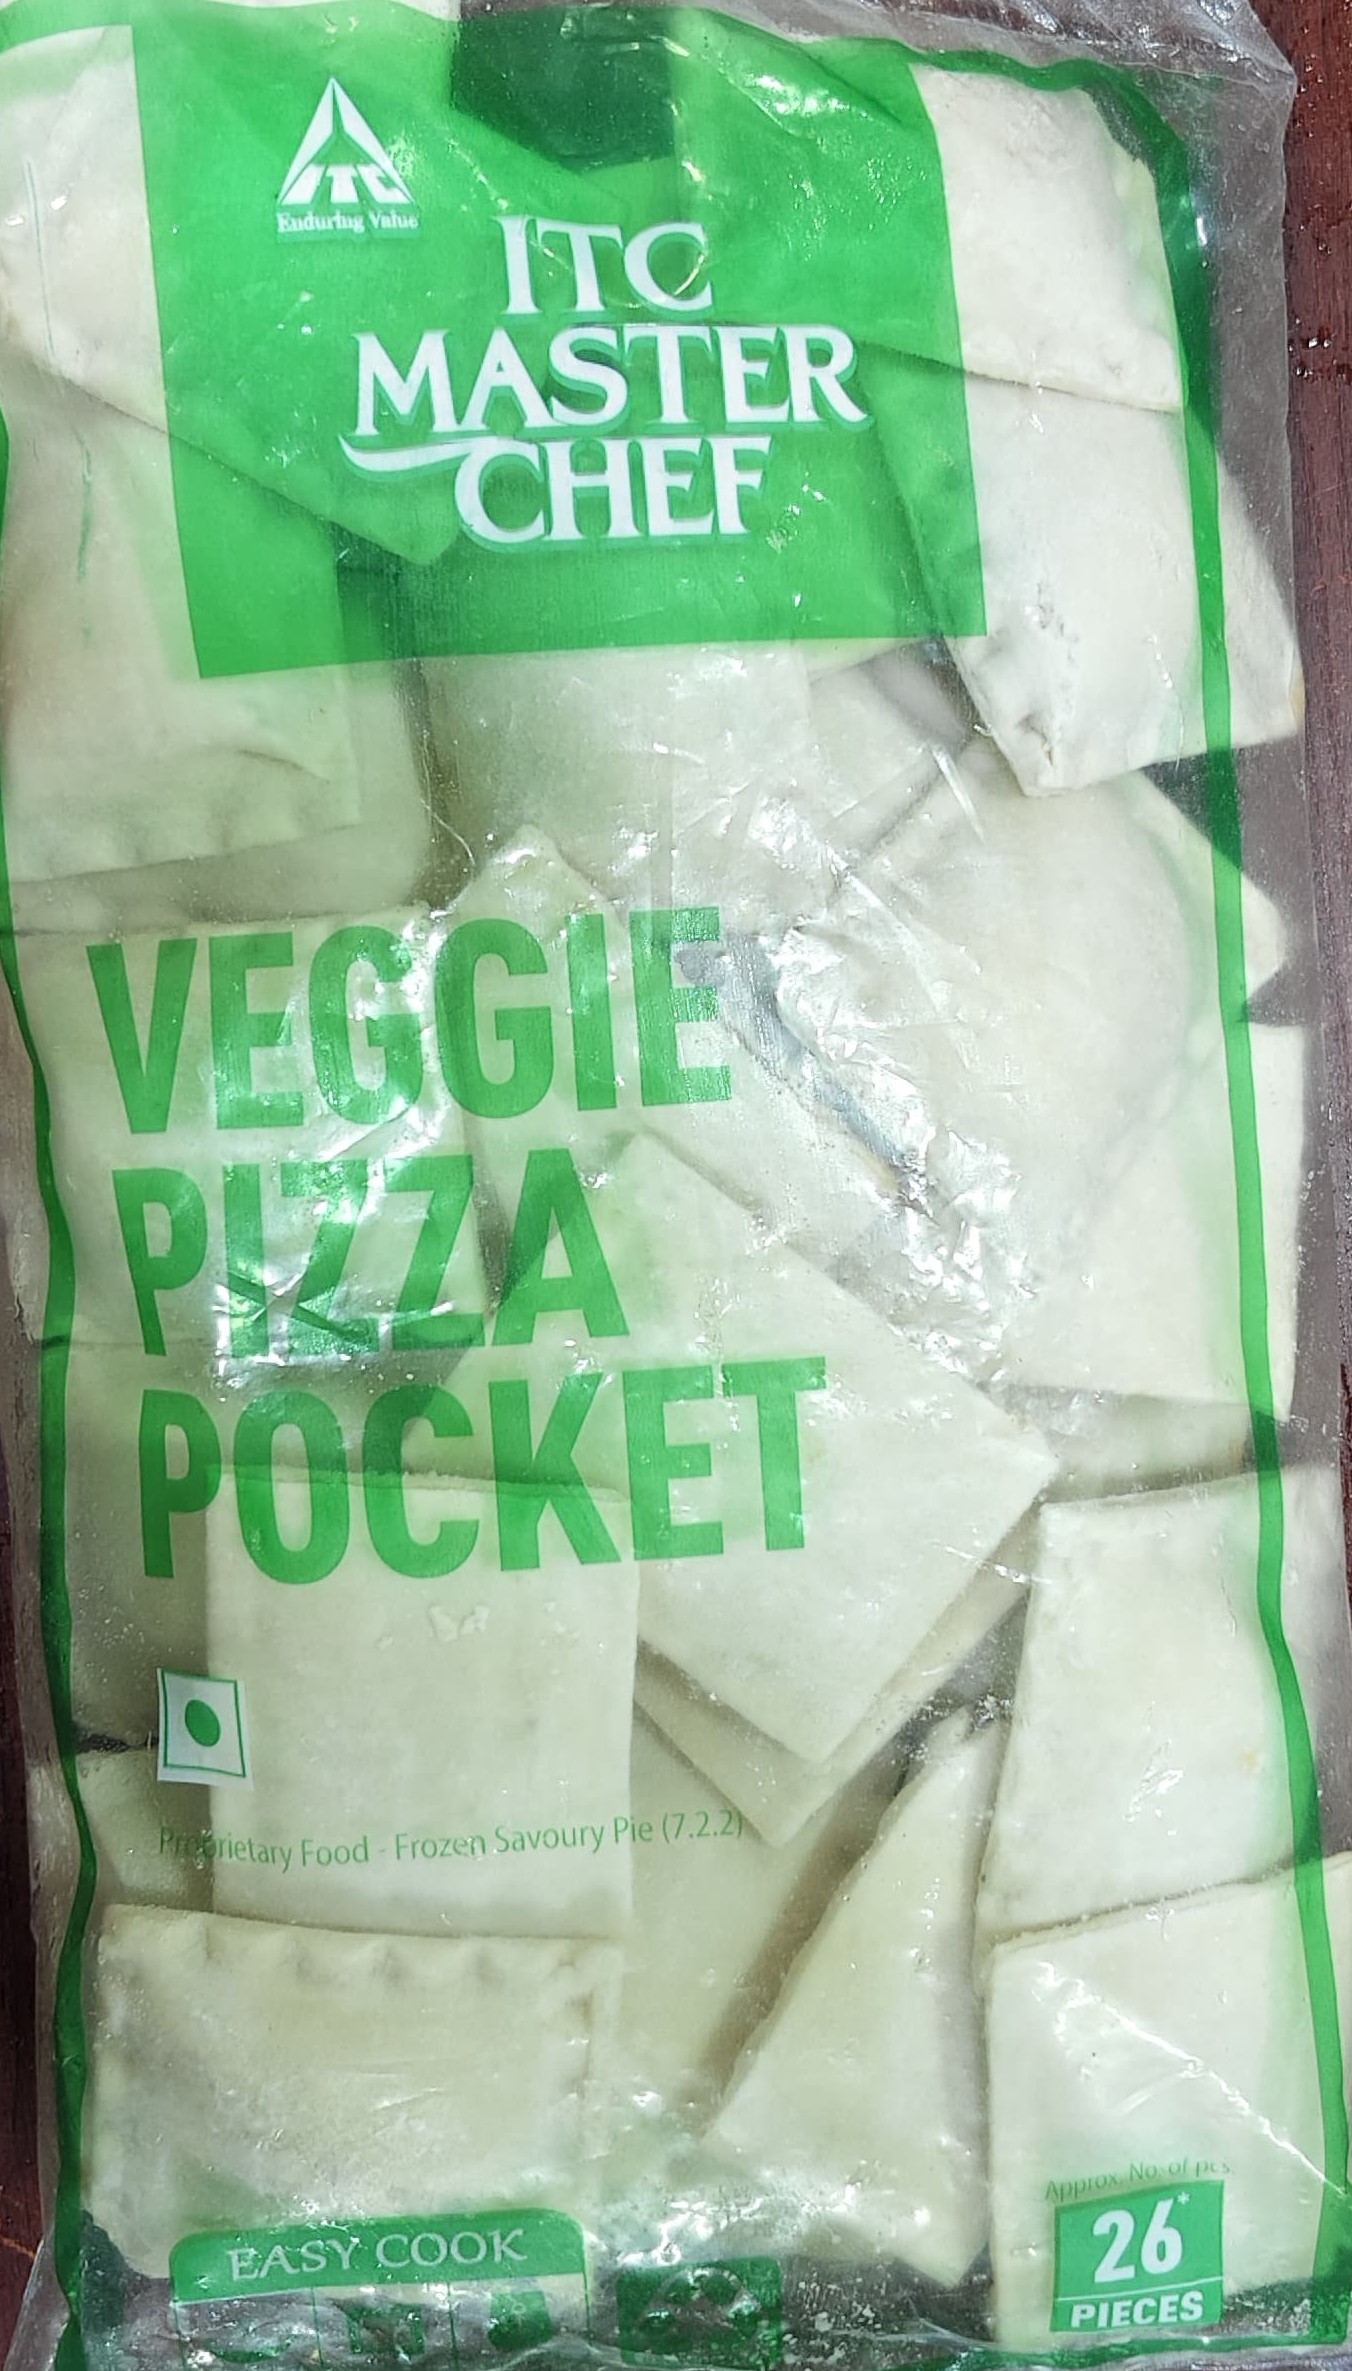 ITC
Enduring Value
ITC
MASTER
CHEF
VEGGIE
PIZZA
POCKET
Proprietary Food - Frozen Savoury Pie (7.2.2)
Approx. No. of pcs.
26*
PIECES
EASY COOK